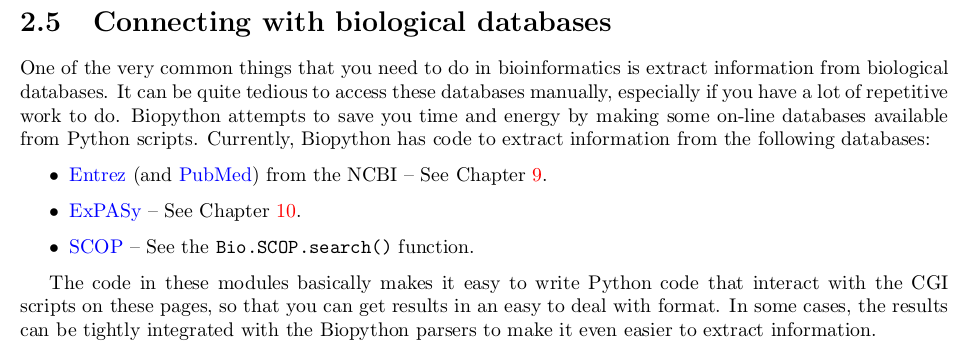 2.5 Connecting with biological databases
One of the very common things that you need to do in bioinformatics is extract information from biological
databases. It can be quite tedious to access these databases manually, especially if you have a lot of repetitive
work to do. Biopython attempts to save you time and energy by making some on-line databases available
from Python scripts. Currently, Biopython has code to extract information from the following databases:
• Entrez (and PubMed) from the NCBI – See Chapter 9.
• ExPASy – See Chapter 10.
• SCOP – See the Bio.SCOP.search() function.
The code in these modules basically makes it easy to write Python code that interact with the CGI
scripts on these pages, so that you can get results in an easy to deal with format. In some cases, the results
can be tightly integrated with the Biopython parsers to make it even easier to extract information.